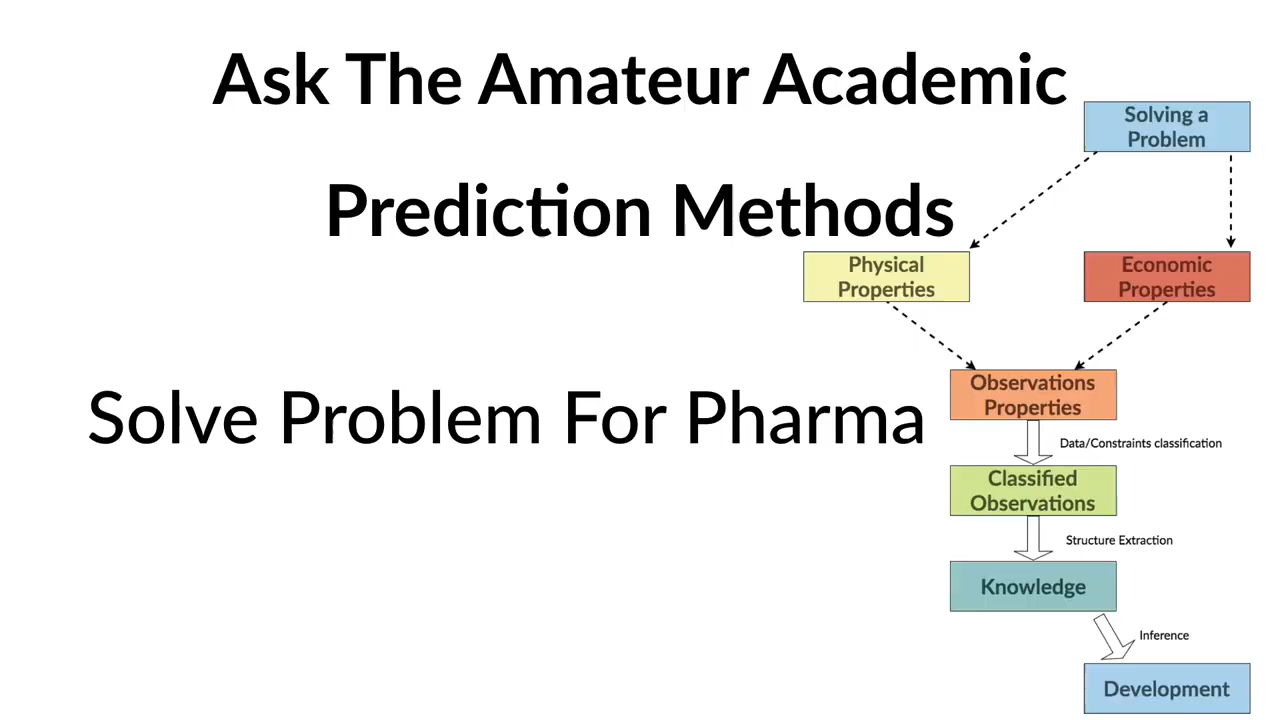 Ask The Amateur Academic
Prediction Methods
Solve Problem For Pharma
Solving a
Problem
Physical
Properties
Economic
Properties
Observations
Properties
Data/Constraints classification
Classified
Observations
Structure Extraction
Knowledge
Inference
Development